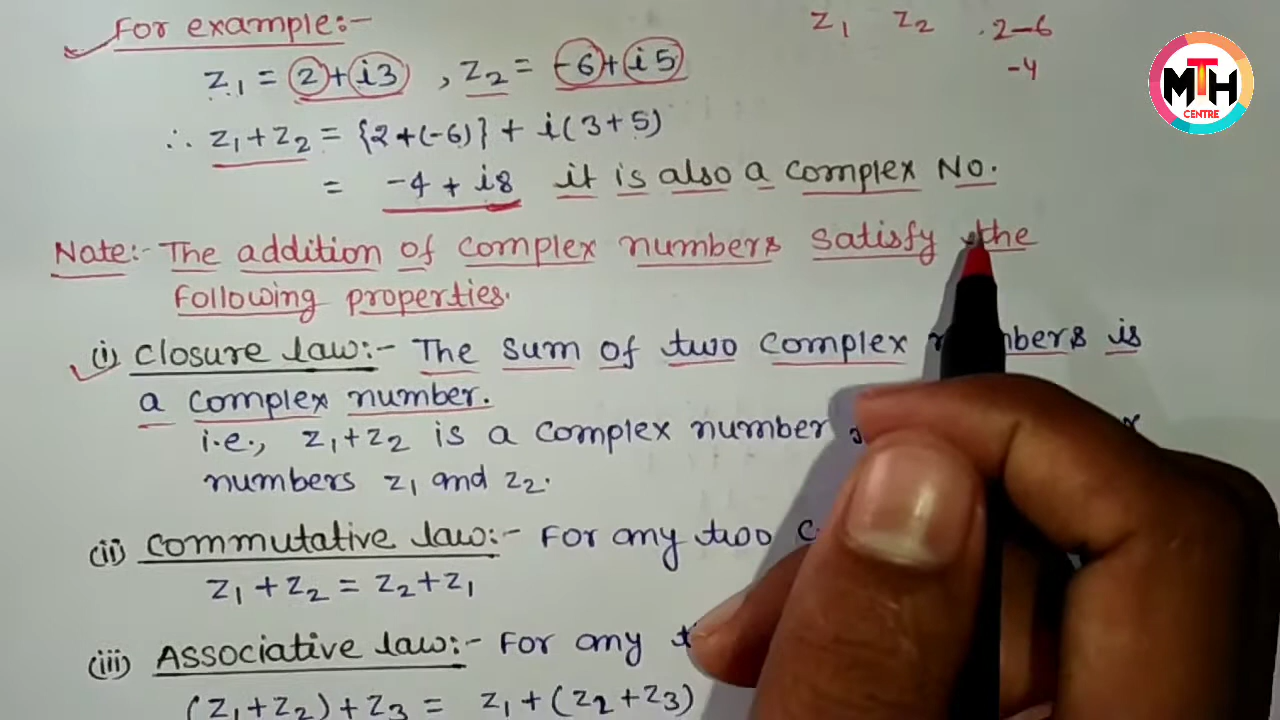 For example:-
z1 z2 2-6
-4
MTH
CENTRE
z1 = 2+i3 , z2 = -6+i5
∴ z1+z2 = {2+(-6)} + i(3+5)
= -4 + i8 it is also a complex No.
Note:- The addition of complex numbers satisfy the
following properties.
(i) closure law:- The sum of two complex numbers is
a complex number.
i.e., z1+z2 is a complex number
numbers z1 and z2.
(ii) commutative law:- For any two
z1+z2 = z2+z1
(iii) Associative law:- For any
(z1+z2)+z3 = z1+(z2+z3)